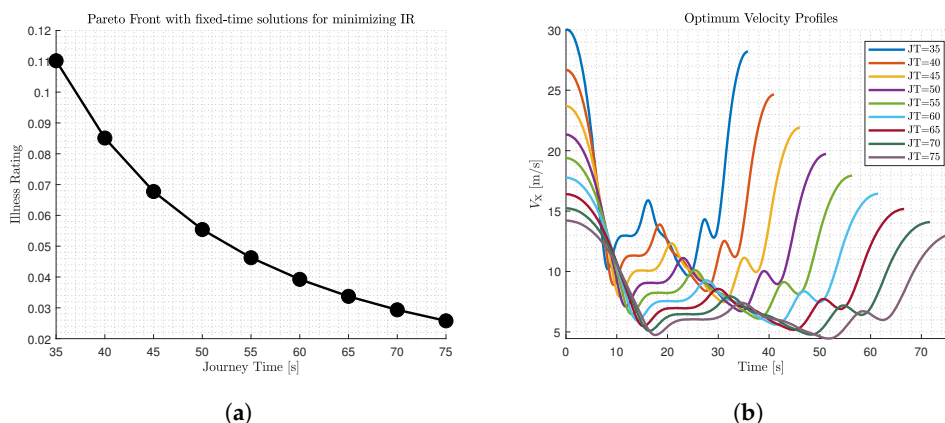 Pareto Front with fixed-time solutions for minimizing IR
0.12
0.11
0.1
0.09
0.08
0.07
0.06
0.05
0.04
0.03
0.02
Illness Rating
35 40 45 50 55 60 65 70 75
Journey Time [s]
(a)
Optimum Velocity Profiles
30
25
20
15
10
5
V_X [m/s]
JT=35
JT=40
JT=45
JT=50
JT=55
JT=60
JT=65
JT=70
JT=75
0 10 20 30 40 50 60 70
Time [s]
(b)